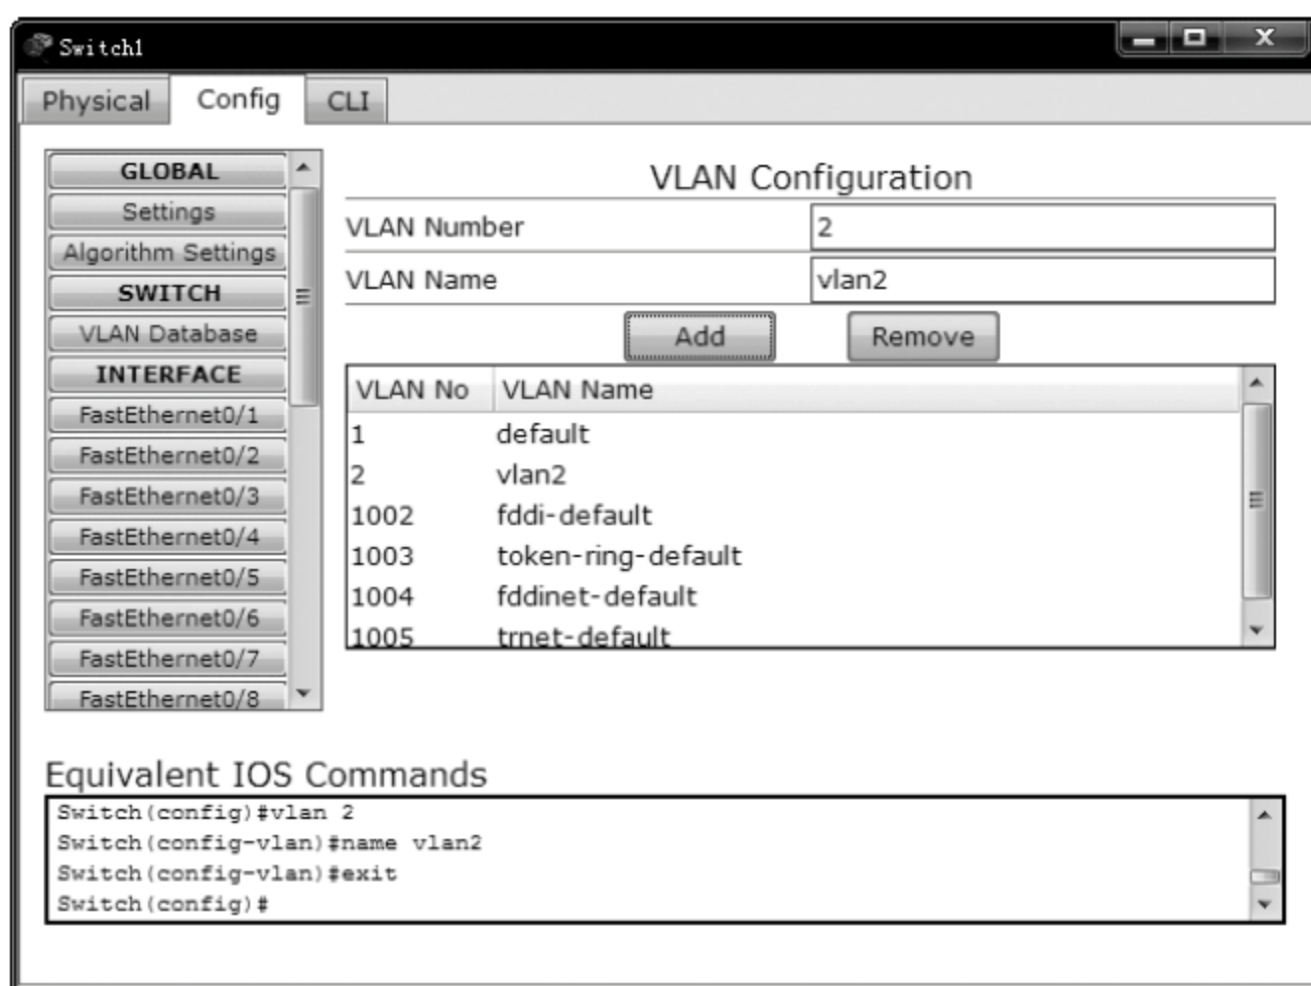 Switch1
Physical Config CLI
GLOBAL
Settings
Algorithm Settings
SWITCH
VLAN Database
INTERFACE
FastEthernet0/1
FastEthernet0/2
FastEthernet0/3
FastEthernet0/4
FastEthernet0/5
FastEthernet0/6
FastEthernet0/7
FastEthernet0/8
VLAN Configuration
VLAN Number 2
VLAN Name vlan2
Add Remove
VLAN No VLAN Name
1 default
2 vlan2
1002 fddi-default
1003 token-ring-default
1004 fddinet-default
1005 trnet-default
Equivalent IOS Commands
Switch(config)#vlan 2
Switch(config-vlan)#name vlan2
Switch(config-vlan)#exit
Switch(config)#